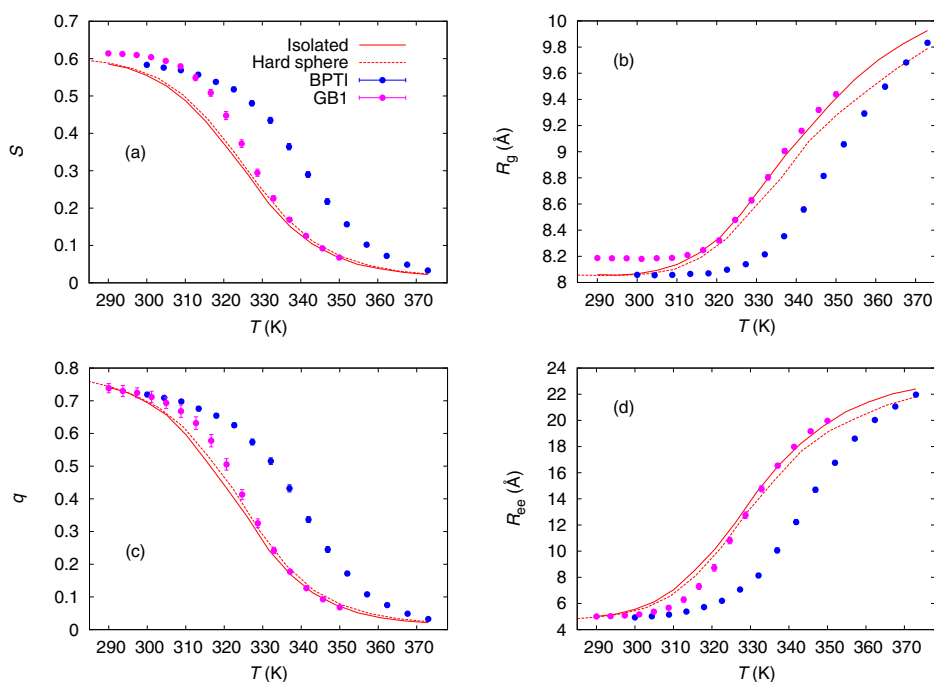 0.7
0.6
0.5
0.4
0.3
0.2
0.1
0
S
290 300 310 320 330 340 350 360 370
T (K)
(a)
Isolated
Hard sphere
BPTI
GB1
10
9.8
9.6
9.4
9.2
9
8.8
8.6
8.4
8.2
8
Rg (Å)
290 300 310 320 330 340 350 360 370
T (K)
(b)
0.8
0.7
0.6
0.5
0.4
0.3
0.2
0.1
0
q
290 300 310 320 330 340 350 360 370
T (K)
(c)
24
22
20
18
16
14
12
10
8
6
4
Ree (Å)
290 300 310 320 330 340 350 360 370
T (K)
(d)